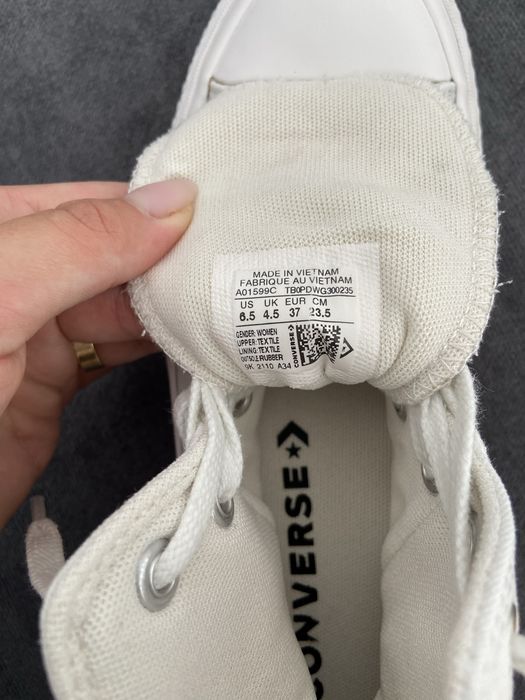 MADE IN VIETNAM
FABRIQUE AU VIETNAM
A01599C TB0PDWG300235
US UK EUR CM
6.5 4.5 37 23.5
GENDER: WOMEN
UPPER: TEXTILE
LINING: TEXTILE
OUTSOLE: RUBBER
2110 A34
CONVERSE
CONVERSE